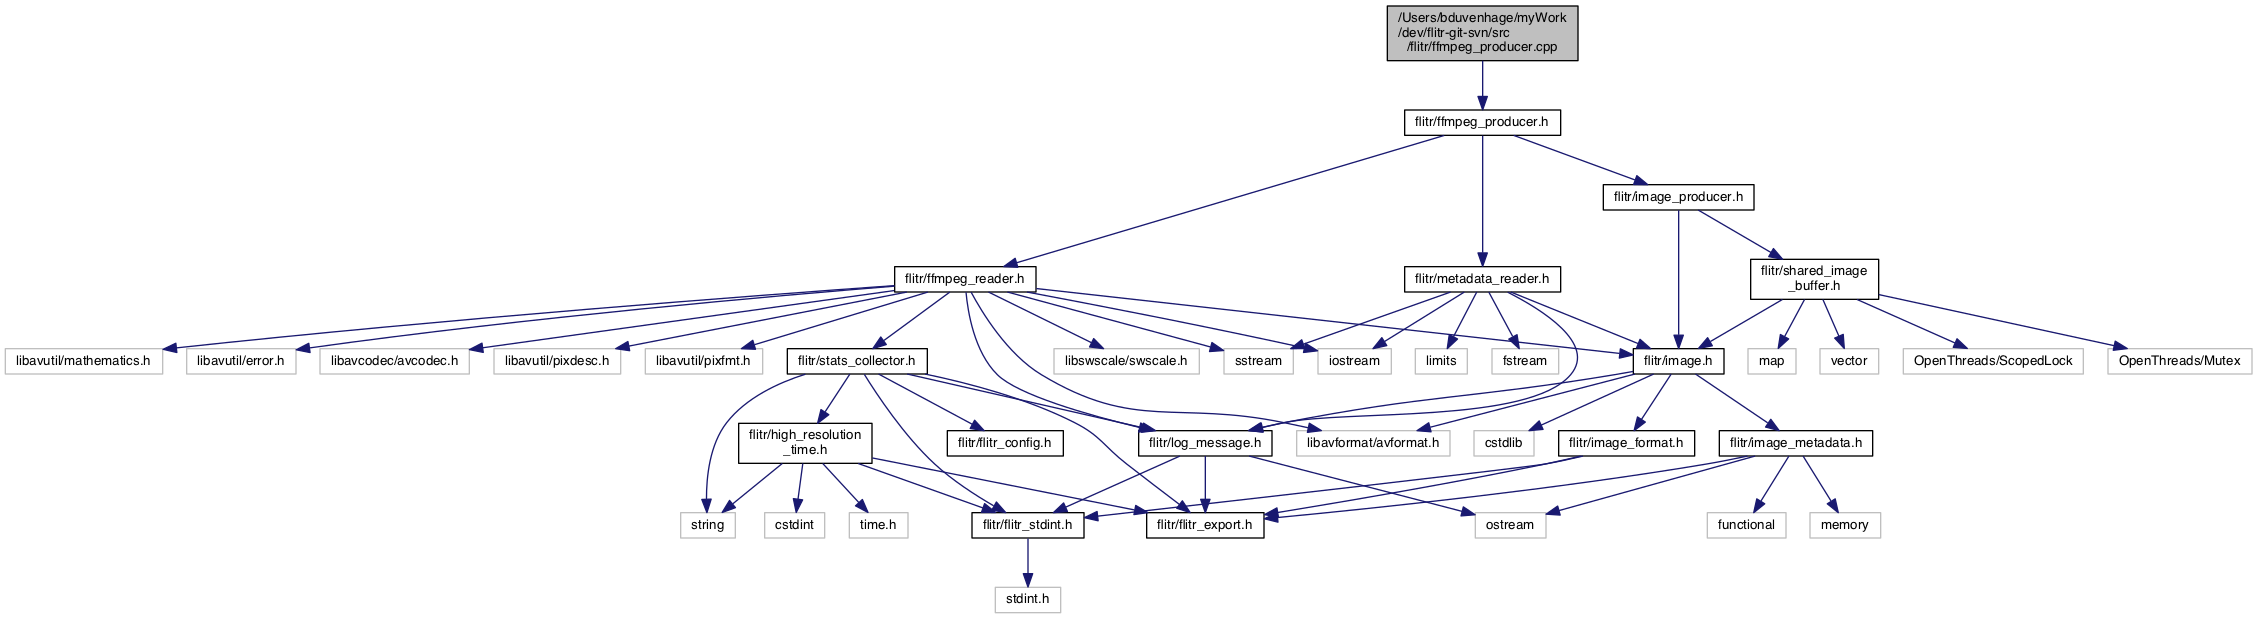 /Users/bduvenhage/myWork
/dev/flitr-git-svn/src
/flitr/ffmpeg_producer.cpp
flitr/ffmpeg_producer.h
flitr/image_producer.h
flitr/ffmpeg_reader.h
flitr/metadata_reader.h
flitr/shared_image
_buffer.h
libavutil/mathematics.h
libavutil/error.h
libavcodec/avcodec.h
libavutil/pixdesc.h
libavutil/pixfmt.h
flitr/stats_collector.h
libswscale/swscale.h
sstream
iostream
limits
fstream
flitr/image.h
map
vector
OpenThreads/ScopedLock
OpenThreads/Mutex
flitr/high_resolution
_time.h
flitr/flitr_config.h
flitr/log_message.h
libavformat/avformat.h
cstdlib
flitr/image_format.h
flitr/image_metadata.h
string
cstdint
time.h
flitr/flitr_stdint.h
flitr/flitr_export.h
ostream
functional
memory
stdint.h